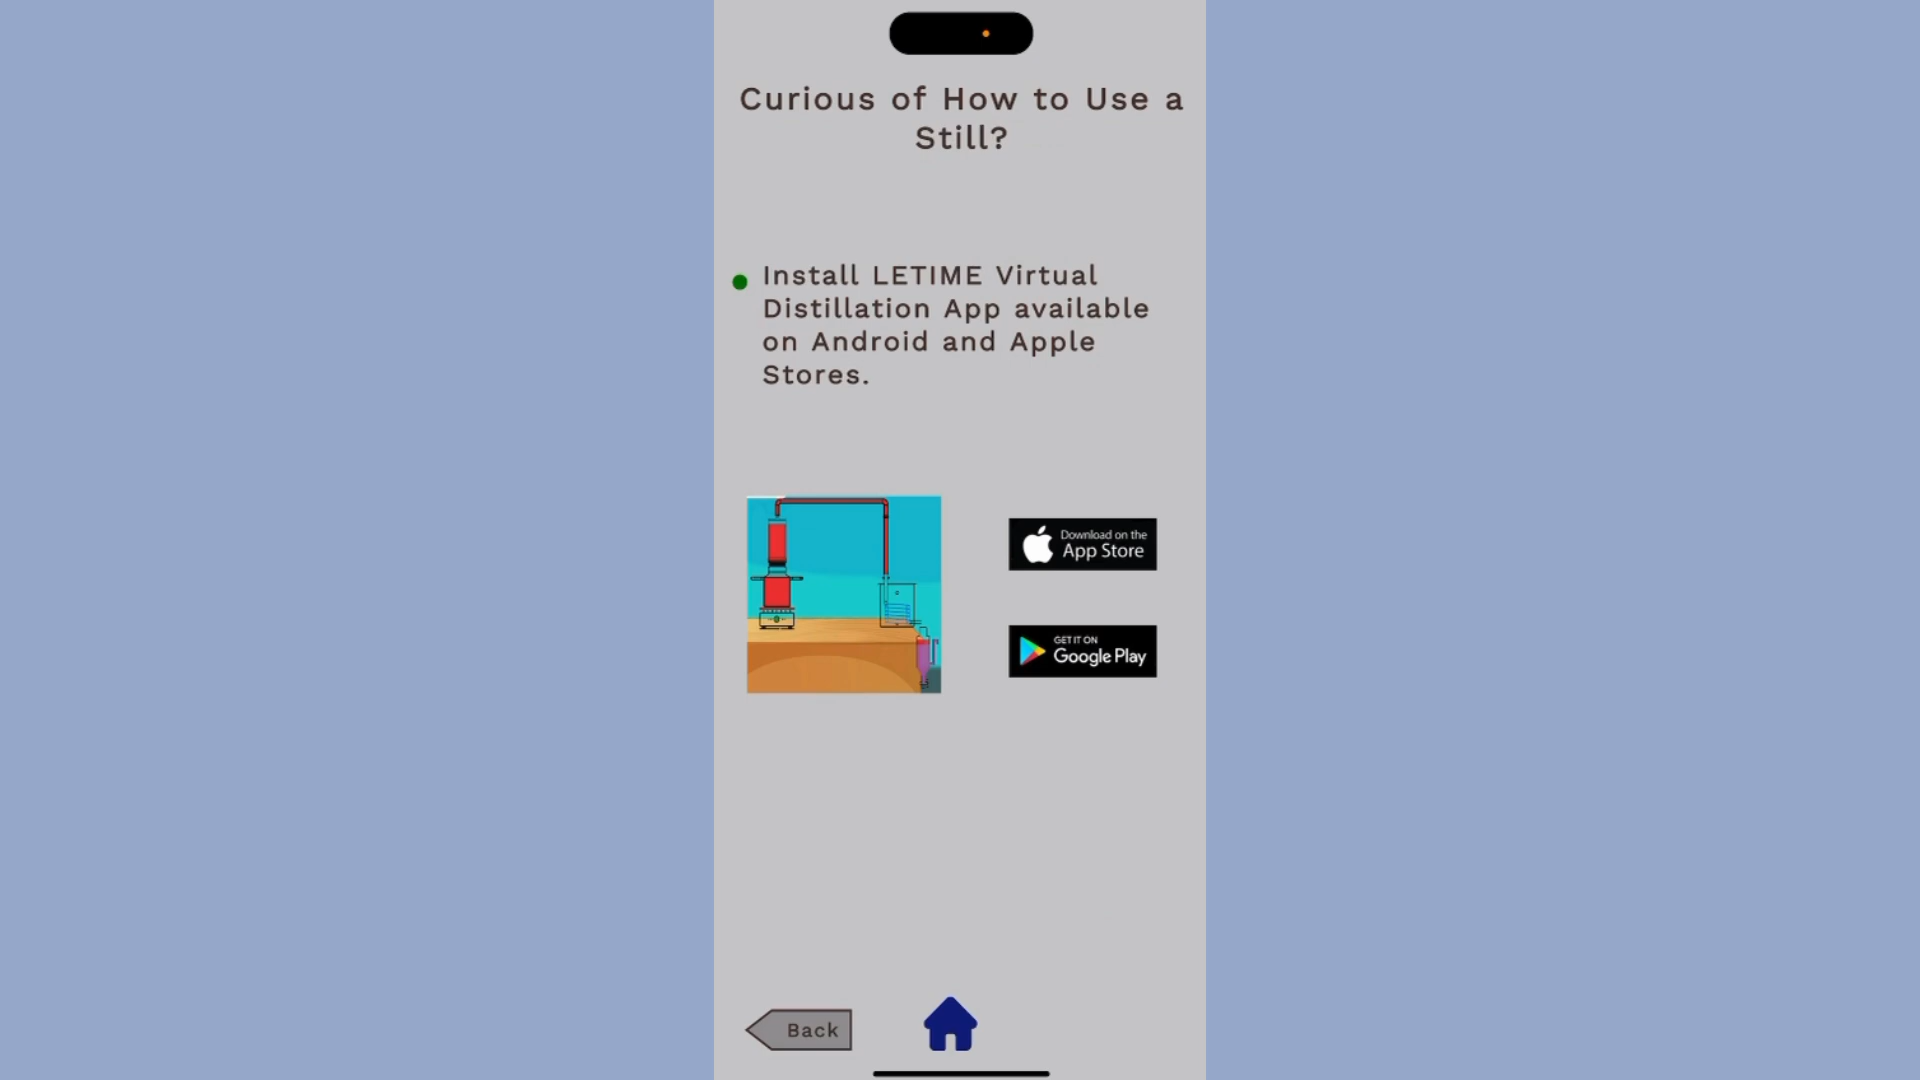 Curious of How to Use a
Still?
Install LETIME Virtual
Distillation App available
on Android and Apple
Stores.
Download on the
App Store
GET IT ON
Google Play
Back